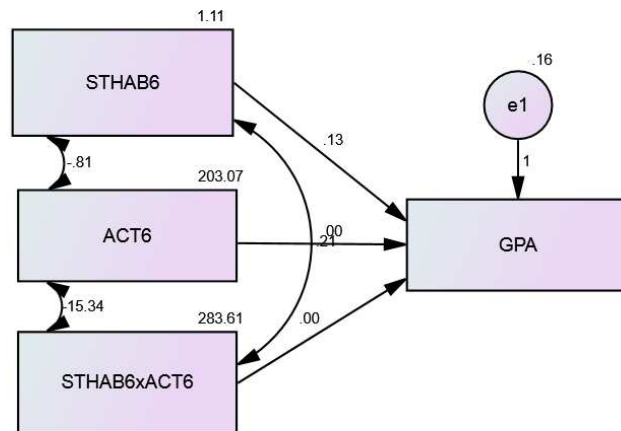 1.11
STHAB6
.16
e1
.13
-.81
1
203.07
ACT6
.00
.21
GPA
-15.34
283.61
.00
STHAB6xACT6